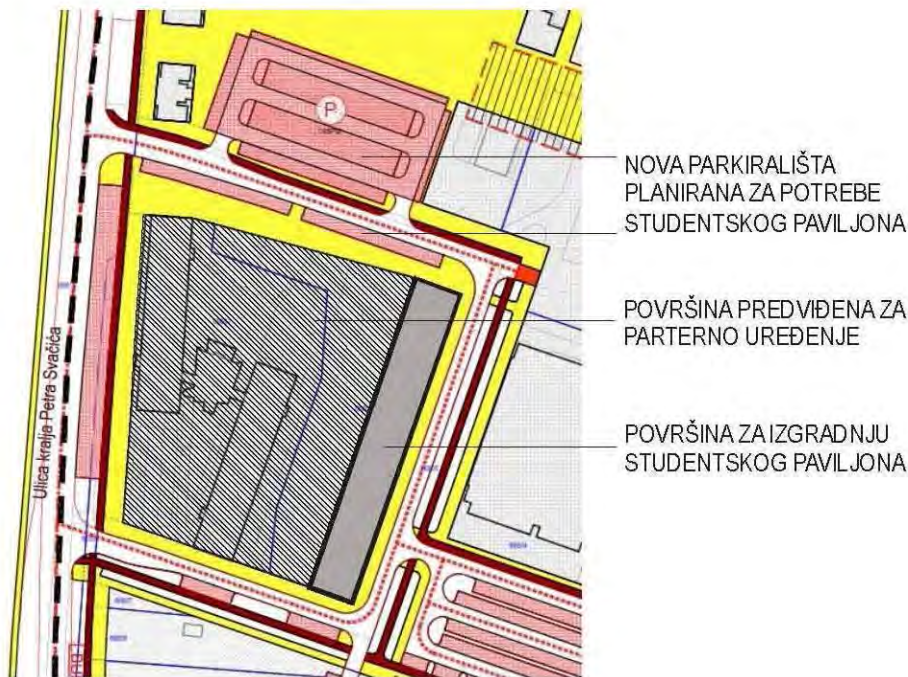 P
NOVA PARKIRALIŠTA
PLANIRANA ZA POTREBE
STUDENTSKOG PAVILJONA
POVRŠINA PREDVIĐENA ZA
PARTERNO UREĐENJE
POVRŠINA ZA IZGRADNJU
STUDENTSKOG PAVILJONA
Ulica kralja Petra Svačića